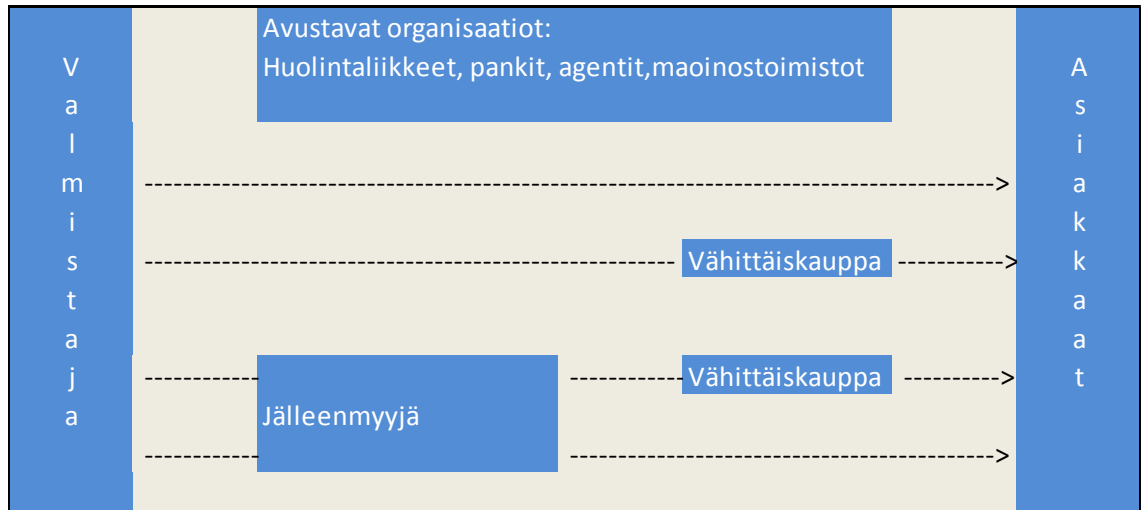 Valmistaja
Avustavat organisaatiot:
Huolintaliikkeet, pankit, agentit,maoinostoimistot
Vähittäiskauppa
Vähittäiskauppa
Jälleenmyyjä
Asiakkaat